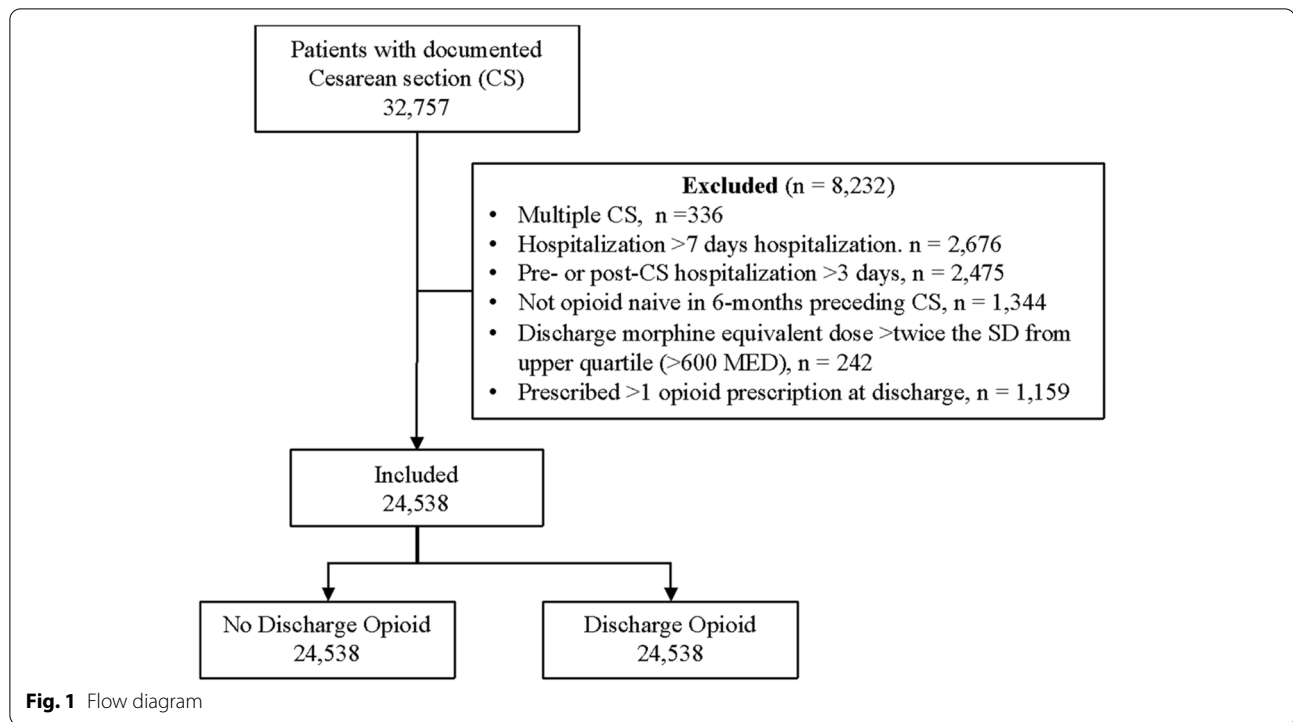 Patients with documented
Cesarean section (CS)
32,757
Excluded (n = 8,232)
• Multiple CS, n =336
• Hospitalization >7 days hospitalization. n = 2,676
• Pre- or post-CS hospitalization >3 days, n = 2,475
• Not opioid naive in 6-months preceding CS, n = 1,344
• Discharge morphine equivalent dose >twice the SD from
upper quartile (>600 MED), n = 242
• Prescribed >1 opioid prescription at discharge, n = 1,159
Included
24,538
No Discharge Opioid
24,538
Discharge Opioid
24,538
Fig. 1 Flow diagram